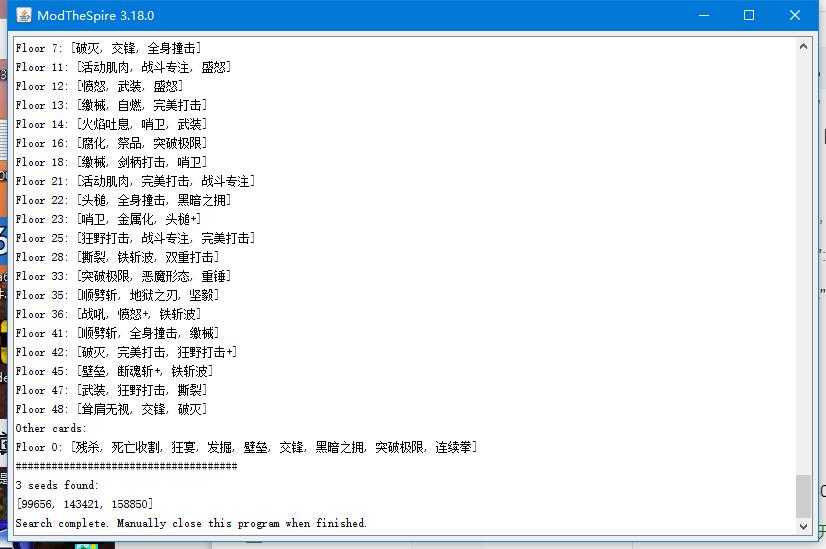 ModTheSpire 3.18.0
Floor 7: [破灭, 交锋, 全身撞击]
Floor 11: [活动肌肉, 战斗专注, 盛怒]
Floor 12: [愤怒, 武装, 盛怒]
Floor 13: [缴械, 自燃, 完美打击]
Floor 14: [火焰吐息, 哨卫, 武装]
Floor 16: [腐化, 祭品, 突破极限]
Floor 18: [缴械, 剑柄打击, 哨卫]
Floor 21: [活动肌肉, 完美打击, 战斗专注]
Floor 22: [头槌, 全身撞击, 黑暗之拥]
Floor 23: [哨卫, 金属化, 头槌+]
Floor 25: [狂野打击, 战斗专注, 完美打击]
Floor 28: [撕裂, 铁斩波, 双重打击]
Floor 33: [突破极限, 恶魔形态, 重锤]
Floor 35: [顺劈斩, 地狱之刃, 坚毅]
Floor 36: [战吼, 愤怒+, 铁斩波]
Floor 41: [顺劈斩, 全身撞击, 缴械]
Floor 42: [破灭, 完美打击, 狂野打击+]
Floor 45: [壁垒, 断魂斩+, 铁斩波]
Floor 47: [武装, 狂野打击, 撕裂]
Floor 48: [耸肩无视, 交锋, 破灭]
Other cards:
Floor 0: [残杀, 死亡收割, 狂宴, 发掘, 壁垒, 交锋, 黑暗之拥, 突破极限, 连续拳]
#####################################
3 seeds found:
[99656, 143421, 158850]
Search complete. Manually close this program when finished.